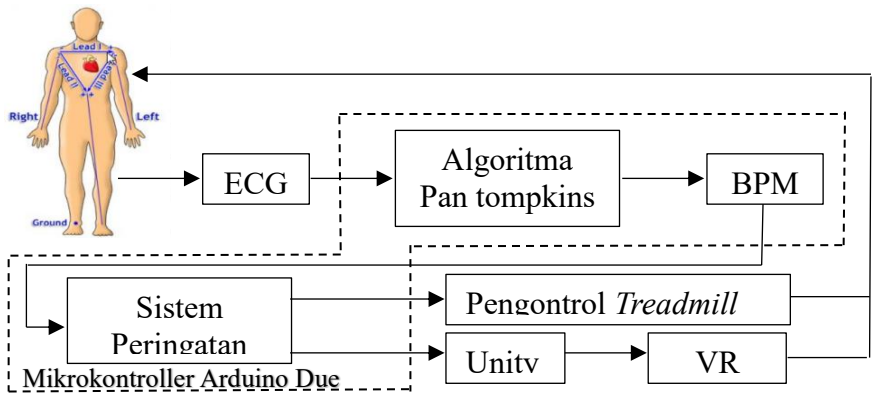 Lead I
Lead II
Lead III
Right
Left
Ground
ECG
Algoritma
Pan tompkins
BPM
Sistem
Peringatan
Pengontrol Treadmill
Unity
VR
Mikrokontroller Arduino Due